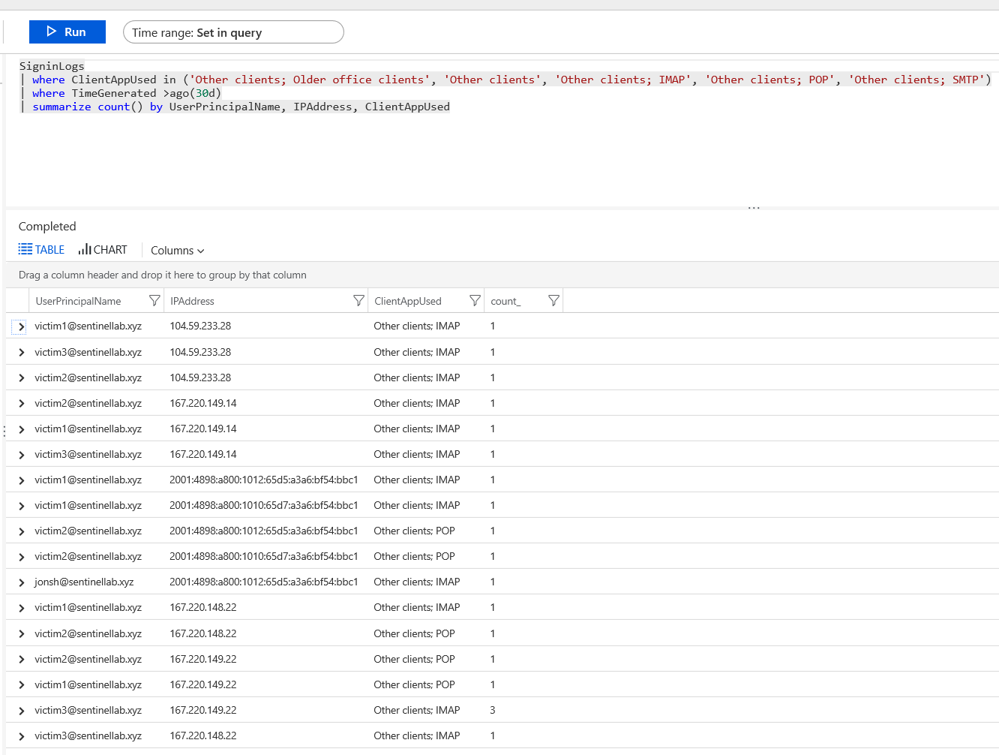 Run
Time range: Set in query
SigninLogs
| where ClientAppUsed in ('Other clients; Older office clients', 'Other clients', 'Other clients; IMAP', 'Other clients; POP', 'Other clients; SMTP')
| where TimeGenerated >ago(30d)
| summarize count() by UserPrincipalName, IPAddress, ClientAppUsed
...
Completed
TABLE CHART Columns
Drag a column header and drop it here to group by that column
UserPrincipalName IPAddress ClientAppUsed count_
victim1@sentinellab.xyz 104.59.233.28 Other clients; IMAP 1
victim3@sentinellab.xyz 104.59.233.28 Other clients; IMAP 1
victim2@sentinellab.xyz 104.59.233.28 Other clients; IMAP 1
victim2@sentinellab.xyz 167.220.149.14 Other clients; IMAP 1
victim1@sentinellab.xyz 167.220.149.14 Other clients; IMAP 1
victim3@sentinellab.xyz 167.220.149.14 Other clients; IMAP 1
victim1@sentinellab.xyz 2001:4898:a800:1012:65d5:a3a6:bf54:bbc1 Other clients; IMAP 1
victim1@sentinellab.xyz 2001:4898:a800:1010:65d7:a3a6:bf54:bbc1 Other clients; IMAP 1
victim2@sentinellab.xyz 2001:4898:a800:1012:65d5:a3a6:bf54:bbc1 Other clients; POP 1
victim2@sentinellab.xyz 2001:4898:a800:1010:65d7:a3a6:bf54:bbc1 Other clients; POP 1
jonsh@sentinellab.xyz 2001:4898:a800:1012:65d5:a3a6:bf54:bbc1 Other clients; IMAP 1
victim1@sentinellab.xyz 167.220.148.22 Other clients; IMAP 1
victim2@sentinellab.xyz 167.220.148.22 Other clients; POP 1
victim2@sentinellab.xyz 167.220.149.22 Other clients; POP 1
victim1@sentinellab.xyz 167.220.149.22 Other clients; POP 1
victim3@sentinellab.xyz 167.220.149.22 Other clients; IMAP 3
victim3@sentinellab.xyz 167.220.148.22 Other clients; IMAP 1